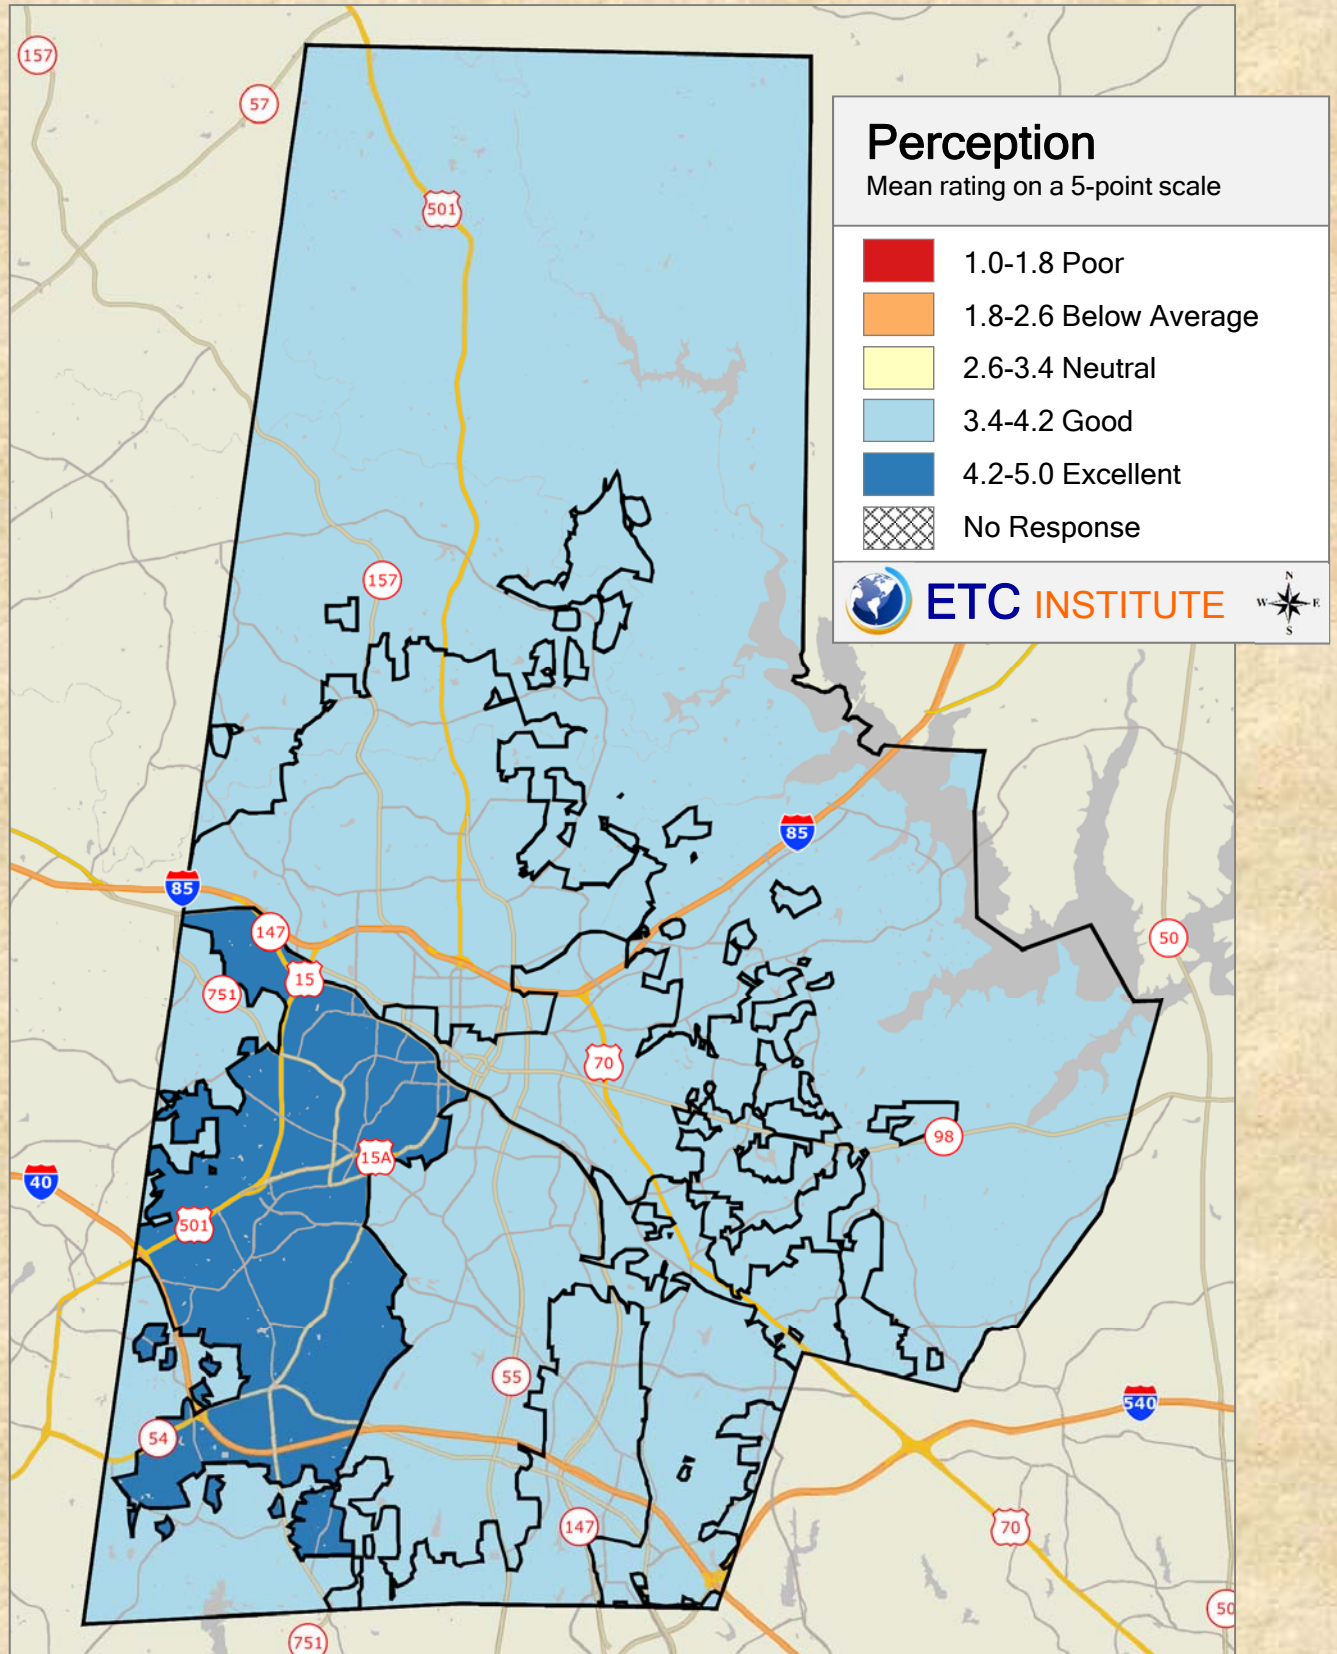 157
57
501
Perception
Mean rating on a 5-point scale
1.0-1.8 Poor
1.8-2.6 Below Average
2.6-3.4 Neutral
3.4-4.2 Good
4.2-5.0 Excellent
No Response
ETC INSTITUTE
N
W E
S
157
85
85
147
50
15
751
70
98
15A
40
501
55
540
54
147
70
50
751